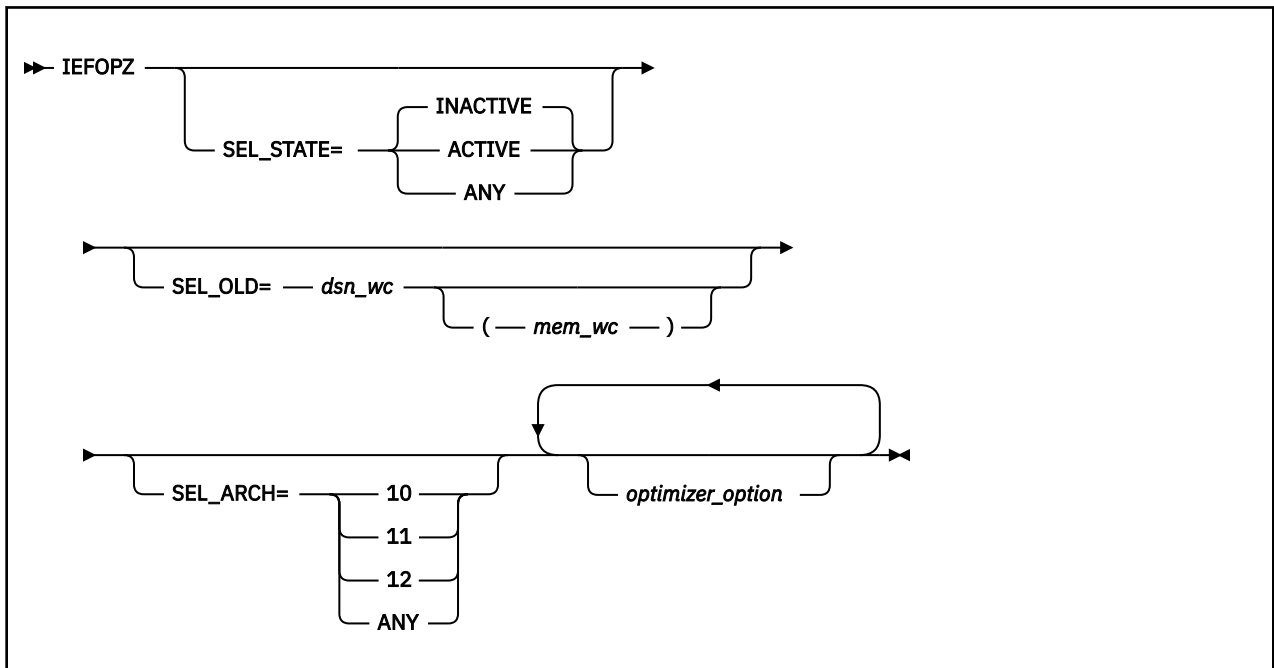 IEFOPZ
INACTIVE
SEL_STATE= ACTIVE
ANY
SEL_OLD= dsn_wc
( mem_wc )
SEL_ARCH= 10 optimizer_option
11
12
ANY